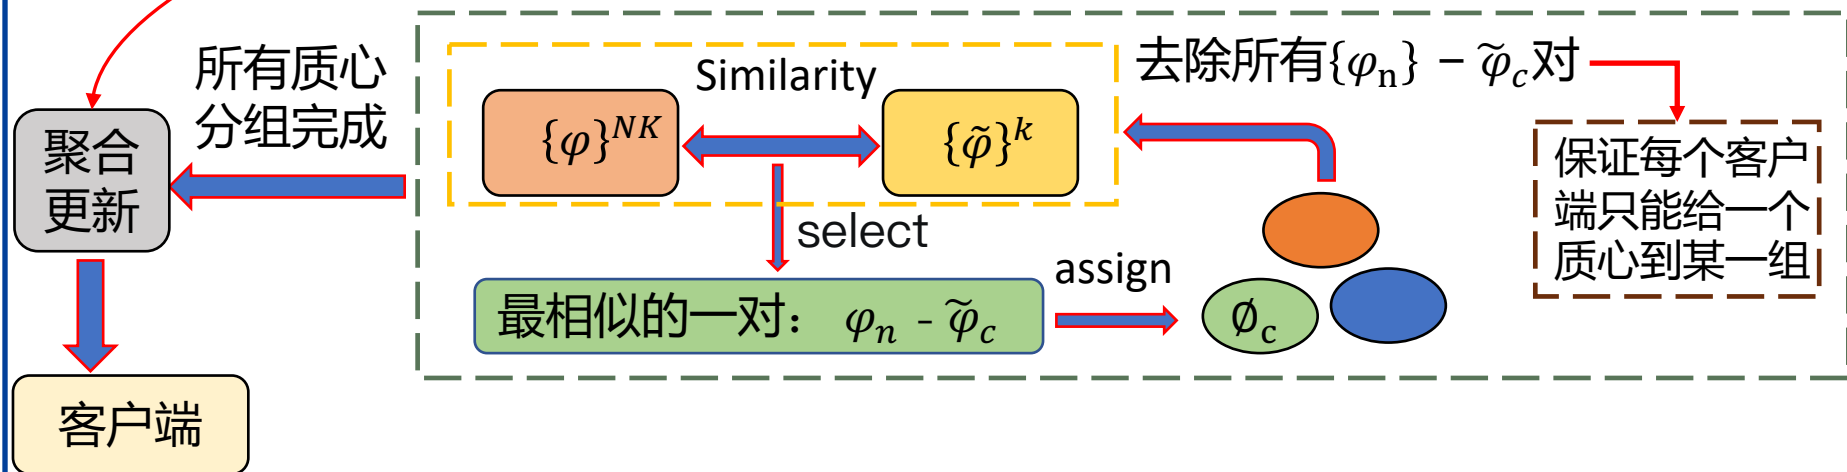 所有质心
分组完成
聚合
更新
客户端
Similarity
{φ}^{NK}
{φ̃}^{k}
select
最相似的一对： φ_n - φ̃_c
assign
∅_c
去除所有{φ_n} − φ̃_c对
保证每个客户
端只能给一个
质心到某一组